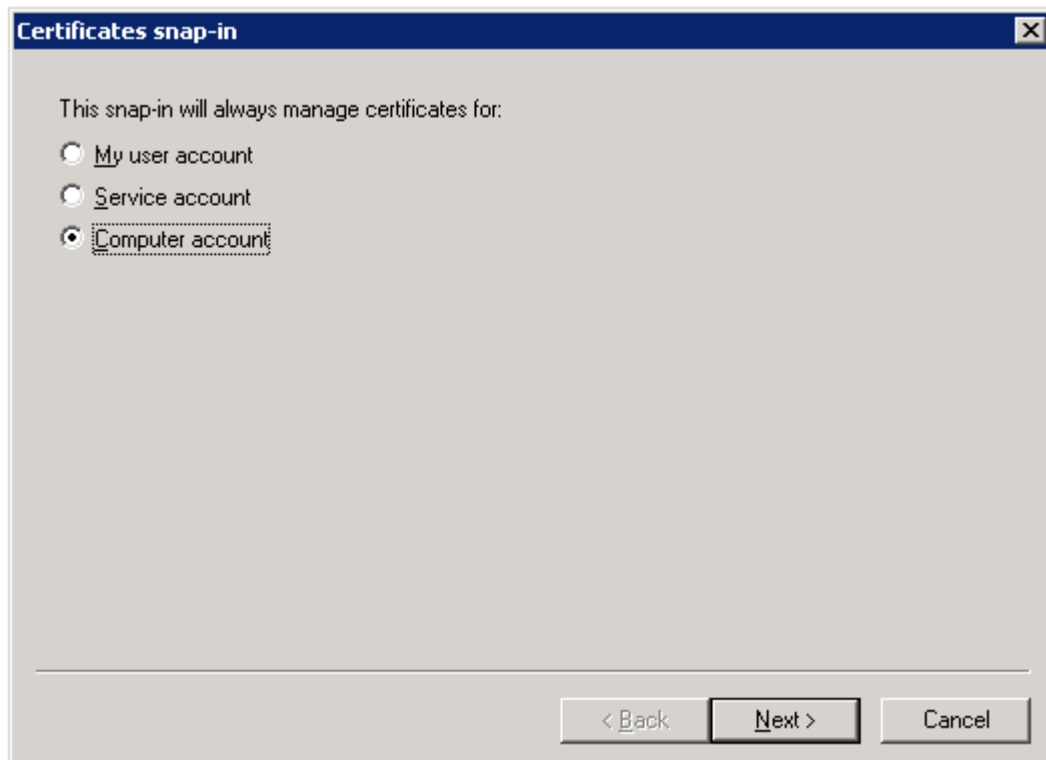 Certificates snap-in
This snap-in will always manage certificates for:
My user account
Service account
Computer account
< Back Next > Cancel